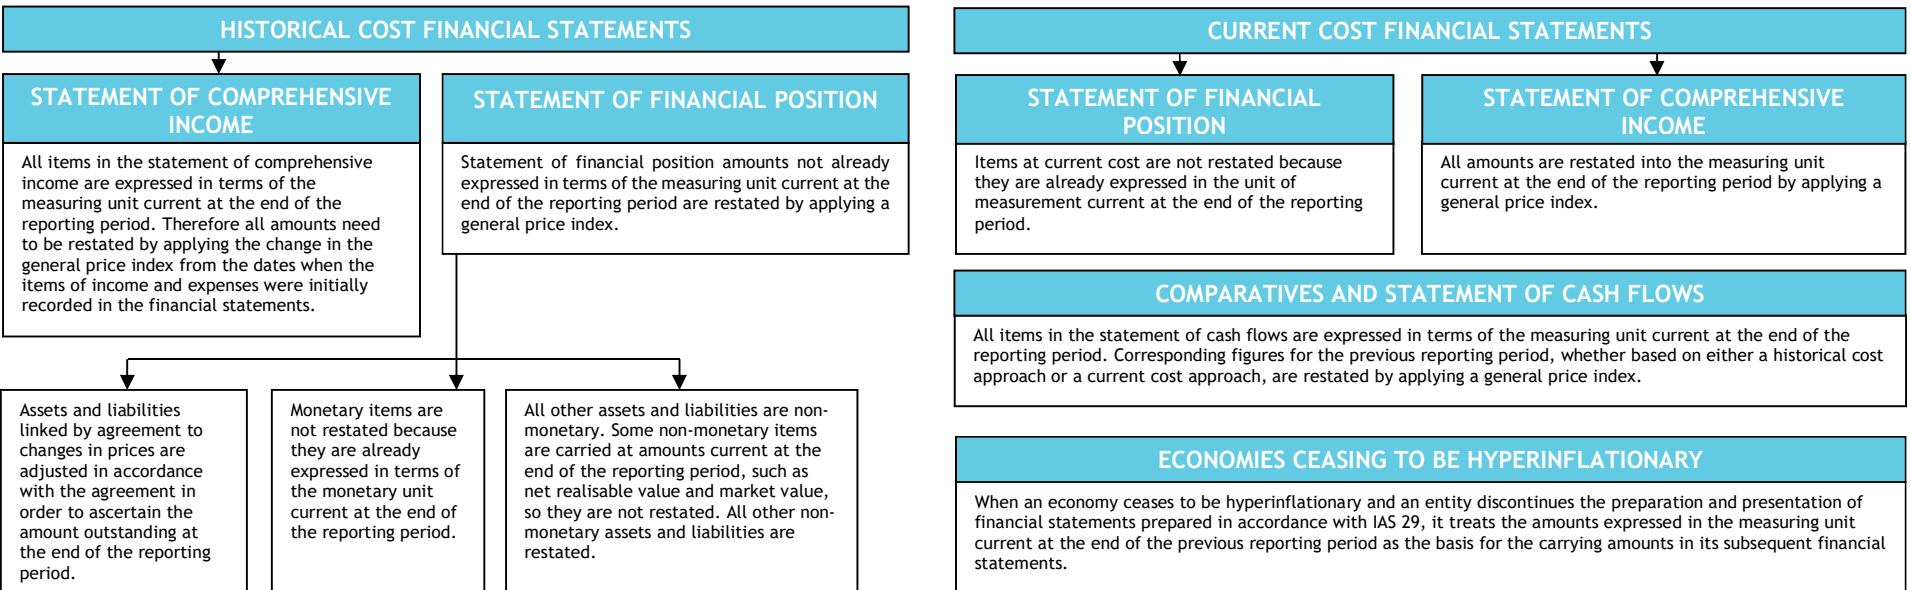 HISTORICAL COST FINANCIAL STATEMENTS
STATEMENT OF COMPREHENSIVE
INCOME
All items in the statement of comprehensive
income are expressed in terms of the
measuring unit current at the end of the
reporting period. Therefore all amounts need
to be restated by applying the change in the
general price index from the dates when the
items of income and expenses were initially
recorded in the financial statements.
STATEMENT OF FINANCIAL POSITION
Statement of financial position amounts not already
expressed in terms of the measuring unit current at the
end of the reporting period are restated by applying a
general price index.
Assets and liabilities
linked by agreement to
changes in prices are
adjusted in accordance
with the agreement in
order to ascertain the
amount outstanding at
the end of the reporting
period.
Monetary items are
not restated because
they are already
expressed in terms of
the monetary unit
current at the end of
the reporting period.
All other assets and liabilities are non-
monetary. Some non-monetary items
are carried at amounts current at the
end of the reporting period, such as
net realisable value and market value,
so they are not restated. All other non-
monetary assets and liabilities are
restated.
CURRENT COST FINANCIAL STATEMENTS
STATEMENT OF FINANCIAL
POSITION
Items at current cost are not restated because
they are already expressed in the unit of
measurement current at the end of the reporting
period.
STATEMENT OF COMPREHENSIVE
INCOME
All amounts are restated into the measuring unit
current at the end of the reporting period by applying a
general price index.
COMPARATIVES AND STATEMENT OF CASH FLOWS
All items in the statement of cash flows are expressed in terms of the measuring unit current at the end of the
reporting period. Corresponding figures for the previous reporting period, whether based on either a historical cost
approach or a current cost approach, are restated by applying a general price index.
ECONOMIES CEASING TO BE HYPERINFLATIONARY
When an economy ceases to be hyperinflationary and an entity discontinues the preparation and presentation of
financial statements prepared in accordance with IAS 29, it treats the amounts expressed in the measuring unit
current at the end of the previous reporting period as the basis for the carrying amounts in its subsequent financial
statements.